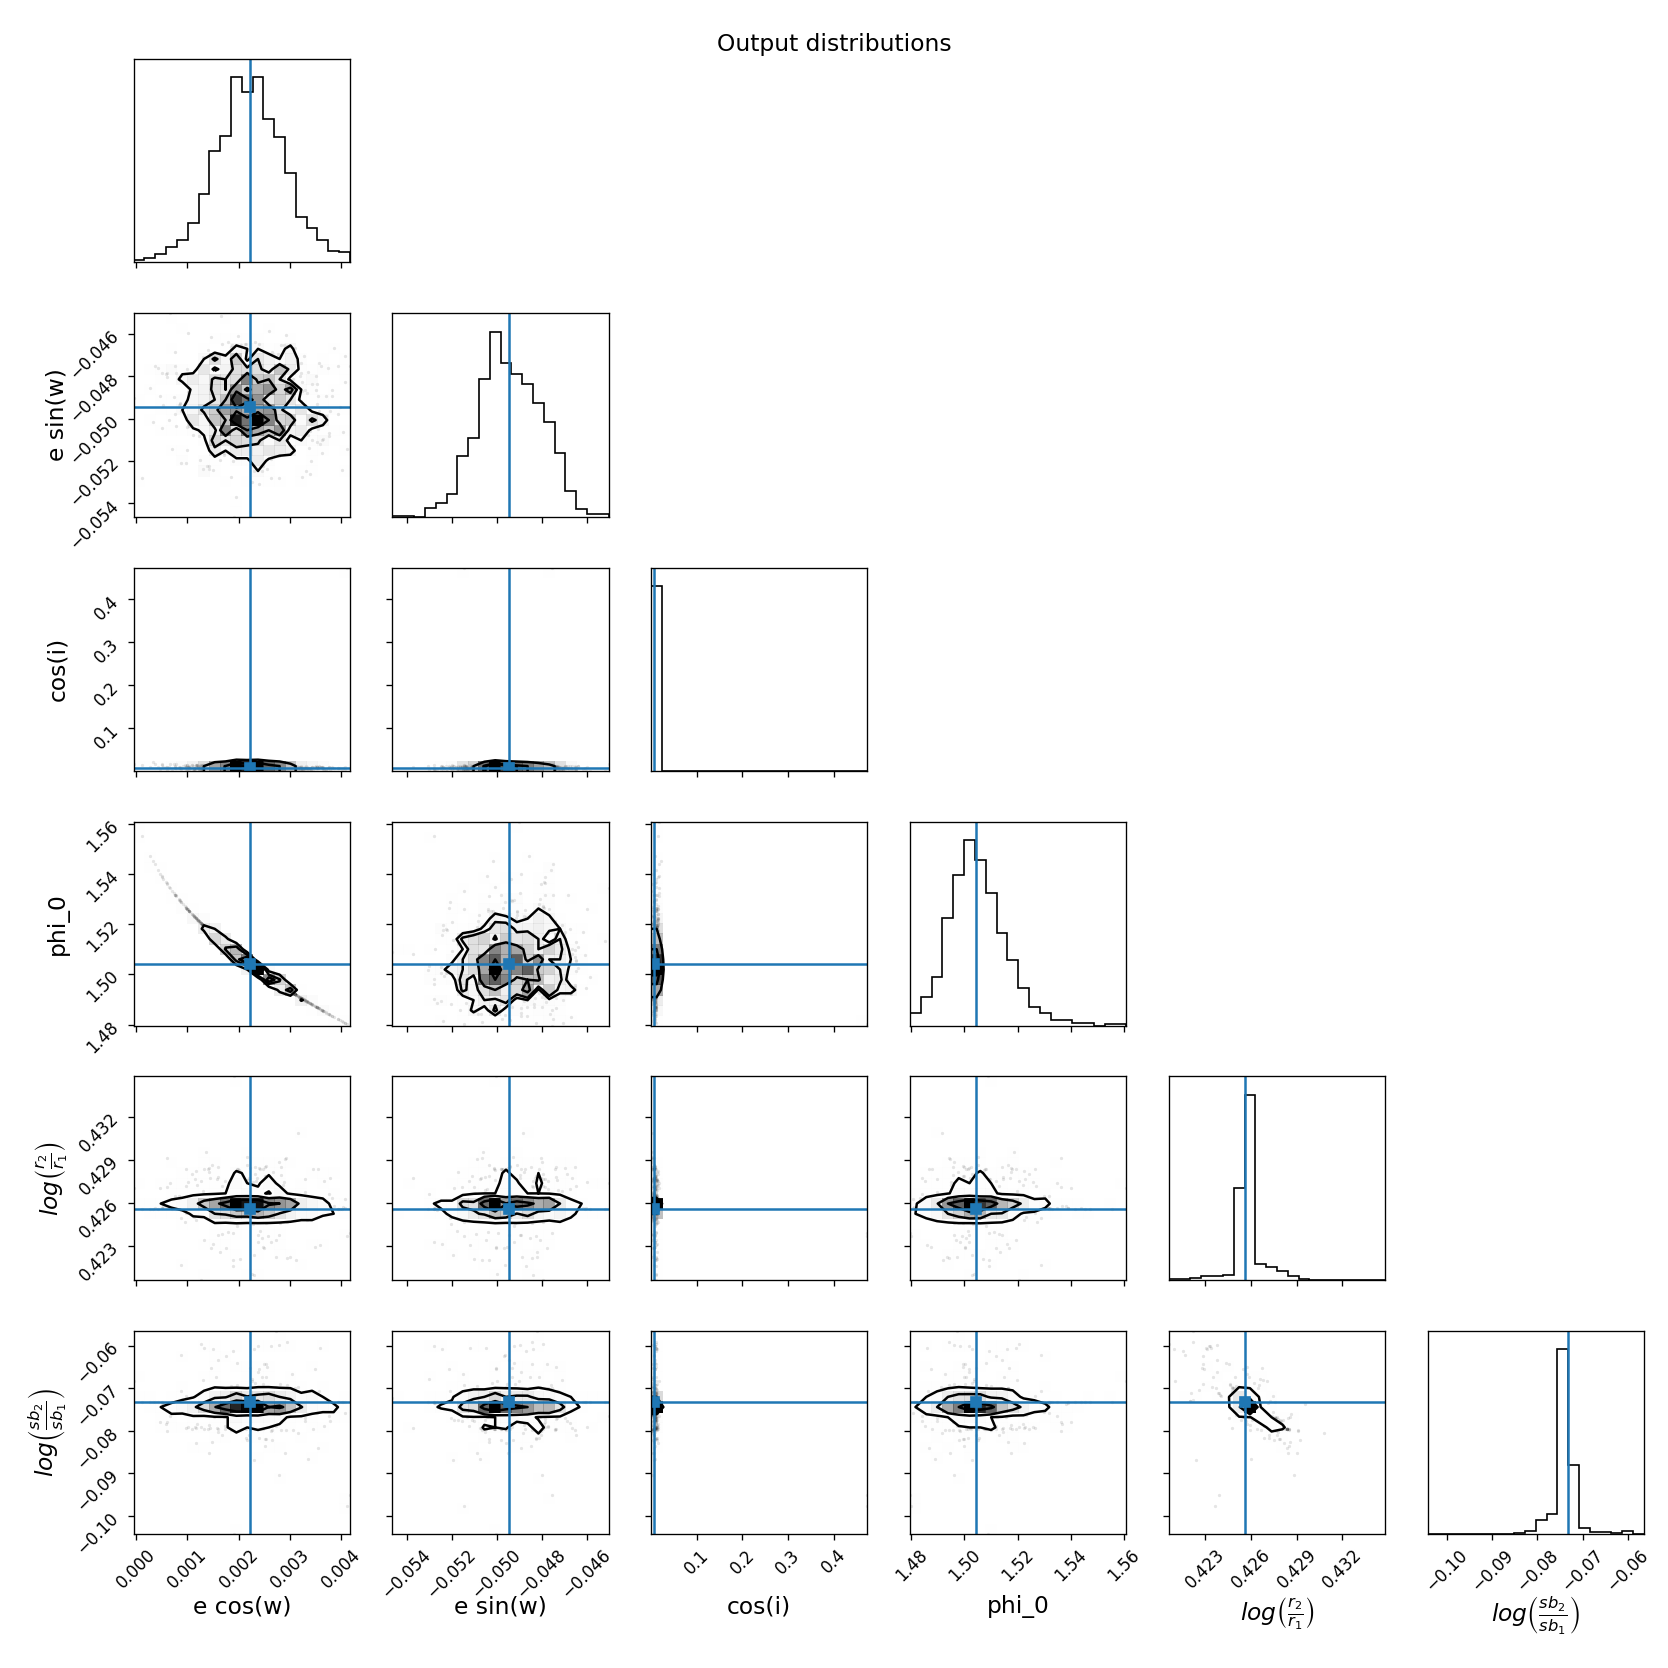 Output distributions
e sin(w)
−0.046
−0.048
−0.050
−0.052
−0.054
cos(i)
0.4
0.3
0.2
0.1
phi_0
1.56
1.54
1.52
1.50
1.48
log(r₂/r₁)
0.432
0.429
0.426
0.423
log(sb₂/sb₁)
−0.06
−0.07
−0.08
−0.09
−0.10
0.000 0.001 0.002 0.003 0.004 −0.054 −0.052 −0.050 −0.048 −0.046 0.1 0.2 0.3 0.4 1.48 1.50 1.52 1.54 1.56 0.423 0.426 0.429 0.432 −0.10 −0.09 −0.08 −0.07 −0.06
e cos(w) e sin(w) cos(i) phi_0 log(r₂/r₁) log(sb₂/sb₁)